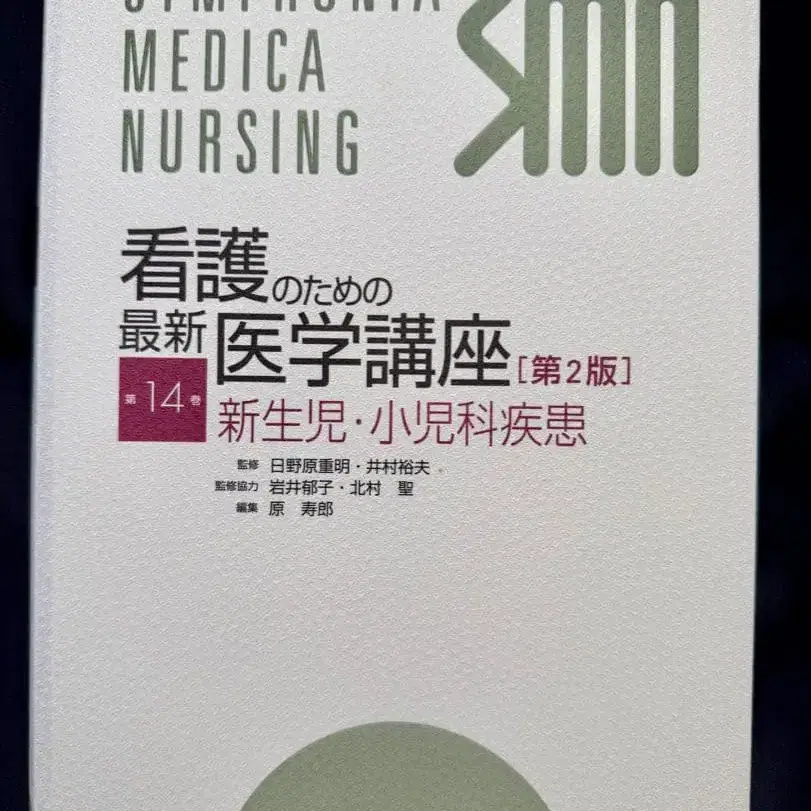 SYMPHONIA
MEDICA
NURSING
看護のための
最新医学講座[第2版]
第14巻
新生児・小児科疾患
監修 日野原重明・井村裕夫
監修協力 岩井郁子・北村 聖
編集 原 寿郎